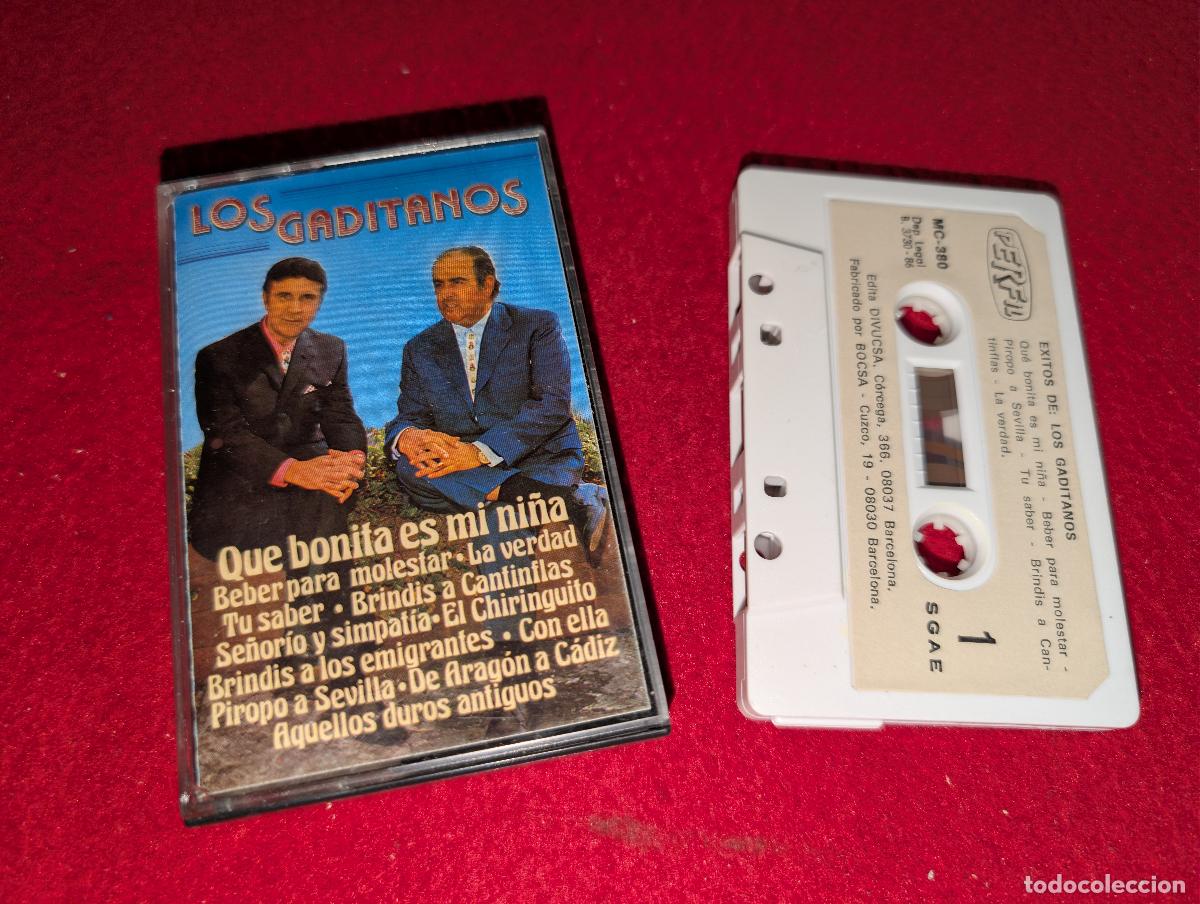 LOS GADITANOS
Que bonita es mi niña
Beber para molestar · La verdad
Tu saber · Brindis a Cantinflas
Señorío y simpatía · El Chiringuito
Brindis a los emigrantes · Con ella
Piropo a Sevilla · De Aragón a Cádiz
Aquellos duros antiguos
PERFIL
EXITOS DE: LOS GADITANOS
Qué bonita es mi niña - Beber para molestar -
Piropo a Sevilla - Tu saber - Brindis a Can-
tinflas - La verdad.
MC-380
Dep Legal
B. 3730 - 86
1
SGAE
Edita DIVUCSA. Córcega, 366. 08037 Barcelona.
Fabricado por BOCSA - Cuzco, 19 - 08030 Barcelona.
todocoleccion